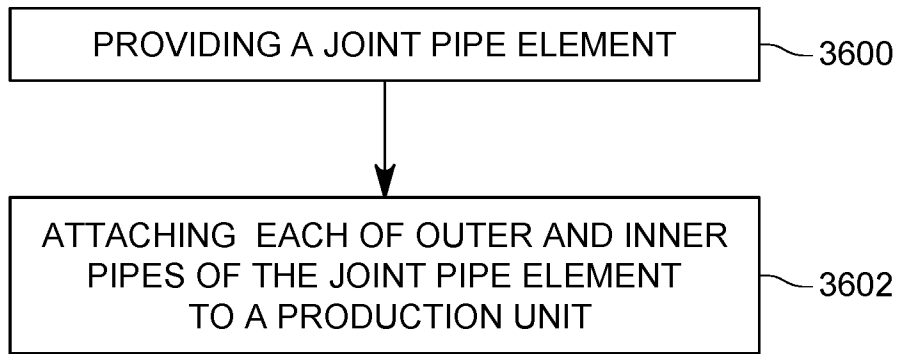 PROVIDING A JOINT PIPE ELEMENT
3600
ATTACHING EACH OF OUTER AND INNER
PIPES OF THE JOINT PIPE ELEMENT
TO A PRODUCTION UNIT
3602